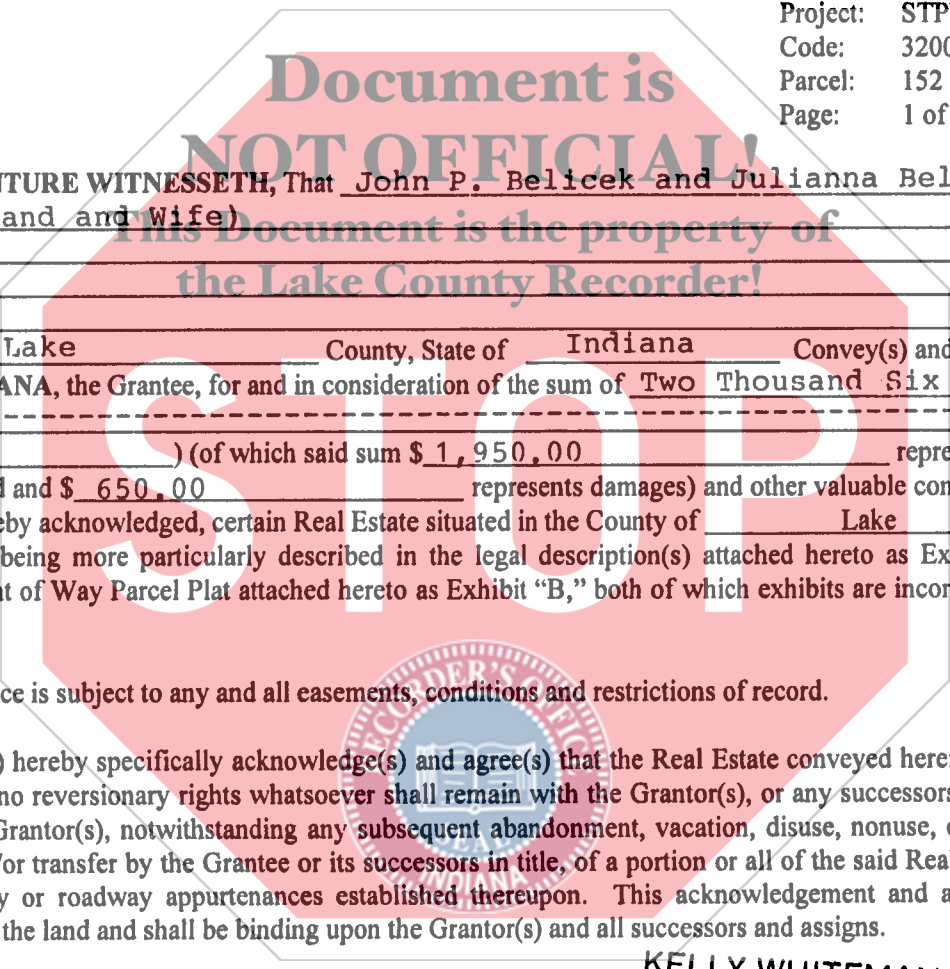 Project: STP
Code: 3200
Parcel: 152
Page: 1 of
Document is
NOT OFFICIAL!
This Document is the property of
the Lake County Recorder!
STOP
NTURE WITNESSETH, That John P. Belicek and Julianna Bel
and and Wife)
Lake County, State of Indiana Convey(s) and
ANA, the Grantee, for and in consideration of the sum of Two Thousand Six
) (of which said sum $ 1,950.00 repre
d and $ 650.00 represents damages) and other valuable con
eby acknowledged, certain Real Estate situated in the County of Lake
being more particularly described in the legal description(s) attached hereto as Ex
t of Way Parcel Plat attached hereto as Exhibit “B,” both of which exhibits are incor
ce is subject to any and all easements, conditions and restrictions of record.
) hereby specifically acknowledge(s) and agree(s) that the Real Estate conveyed here
no reversionary rights whatsoever shall remain with the Grantor(s), or any successors
Grantor(s), notwithstanding any subsequent abandonment, vacation, disuse, nonuse,
/or transfer by the Grantee or its successors in title, of a portion or all of the said Real
y or roadway appurtenances established thereupon. This acknowledgement and a
the land and shall be binding upon the Grantor(s) and all successors and assigns.
RECORDER'S OFFICE
SEAL
INDIANA
KELLY WHITEMAN